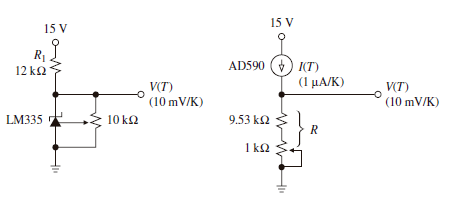 15 V
R1
12 kΩ
V(T)
(10 mV/K)
LM335
10 kΩ
15 V
AD590
I(T)
(1 μA/K)
V(T)
(10 mV/K)
9.53 kΩ
R
1 kΩ